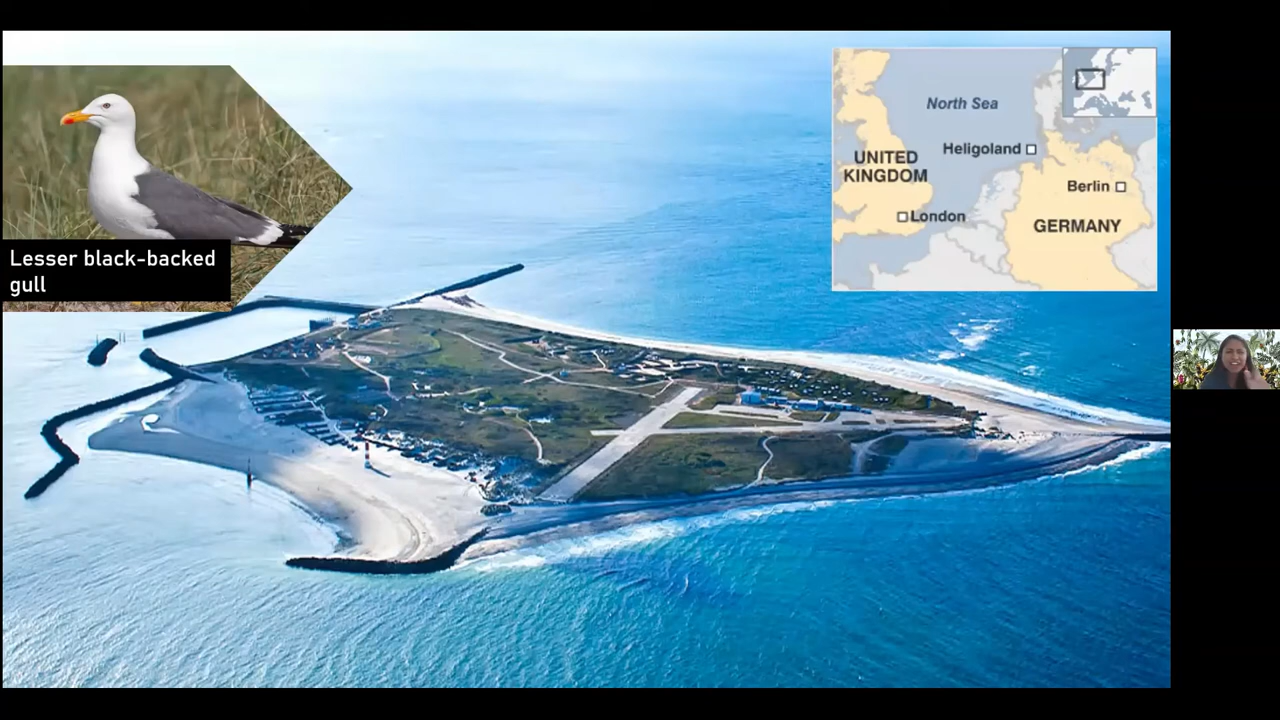 Lesser black-backed
gull
North Sea
Heligoland
UNITED
KINGDOM
Berlin
London
GERMANY